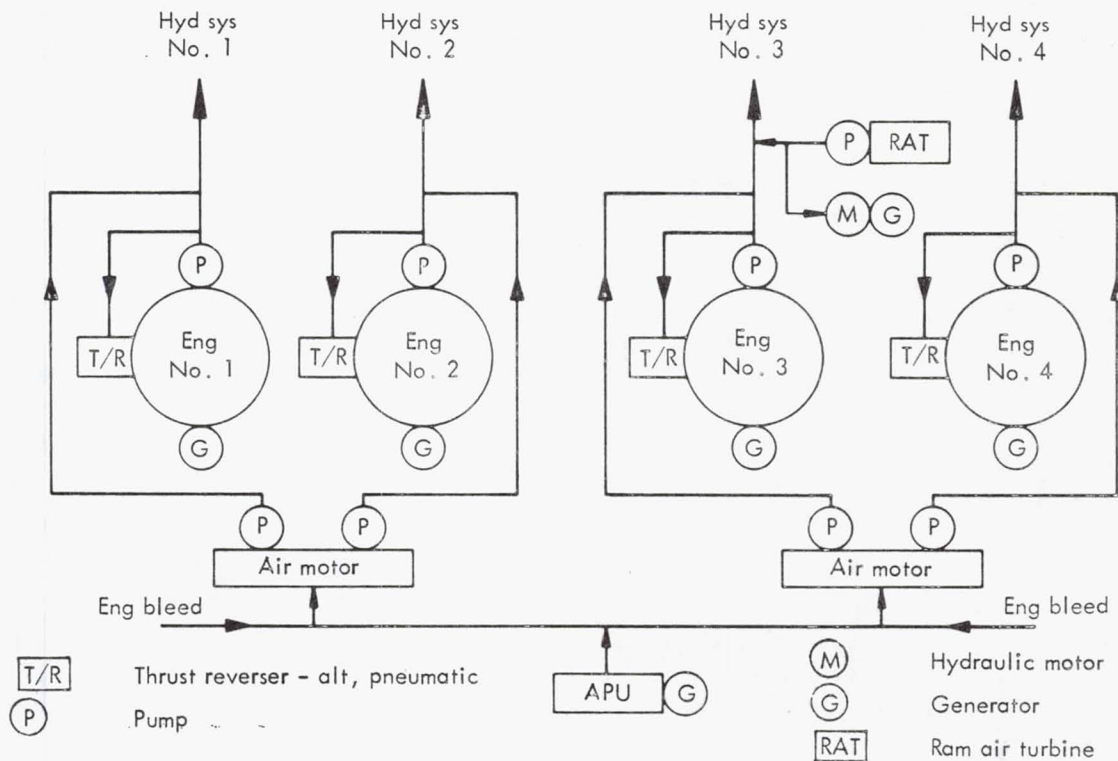 Hyd sys
No. 1
Hyd sys
No. 2
Hyd sys
No. 3
Hyd sys
No. 4
P
RAT
M
G
P
P
P
P
T/R
Eng
No. 1
T/R
Eng
No. 2
T/R
Eng
No. 3
T/R
Eng
No. 4
G
G
G
G
P
P
P
P
Air motor
Air motor
Eng bleed
Eng bleed
T/R
Thrust reverser - alt, pneumatic
P
Pump
APU
G
M
Hydraulic motor
G
Generator
RAT
Ram air turbine